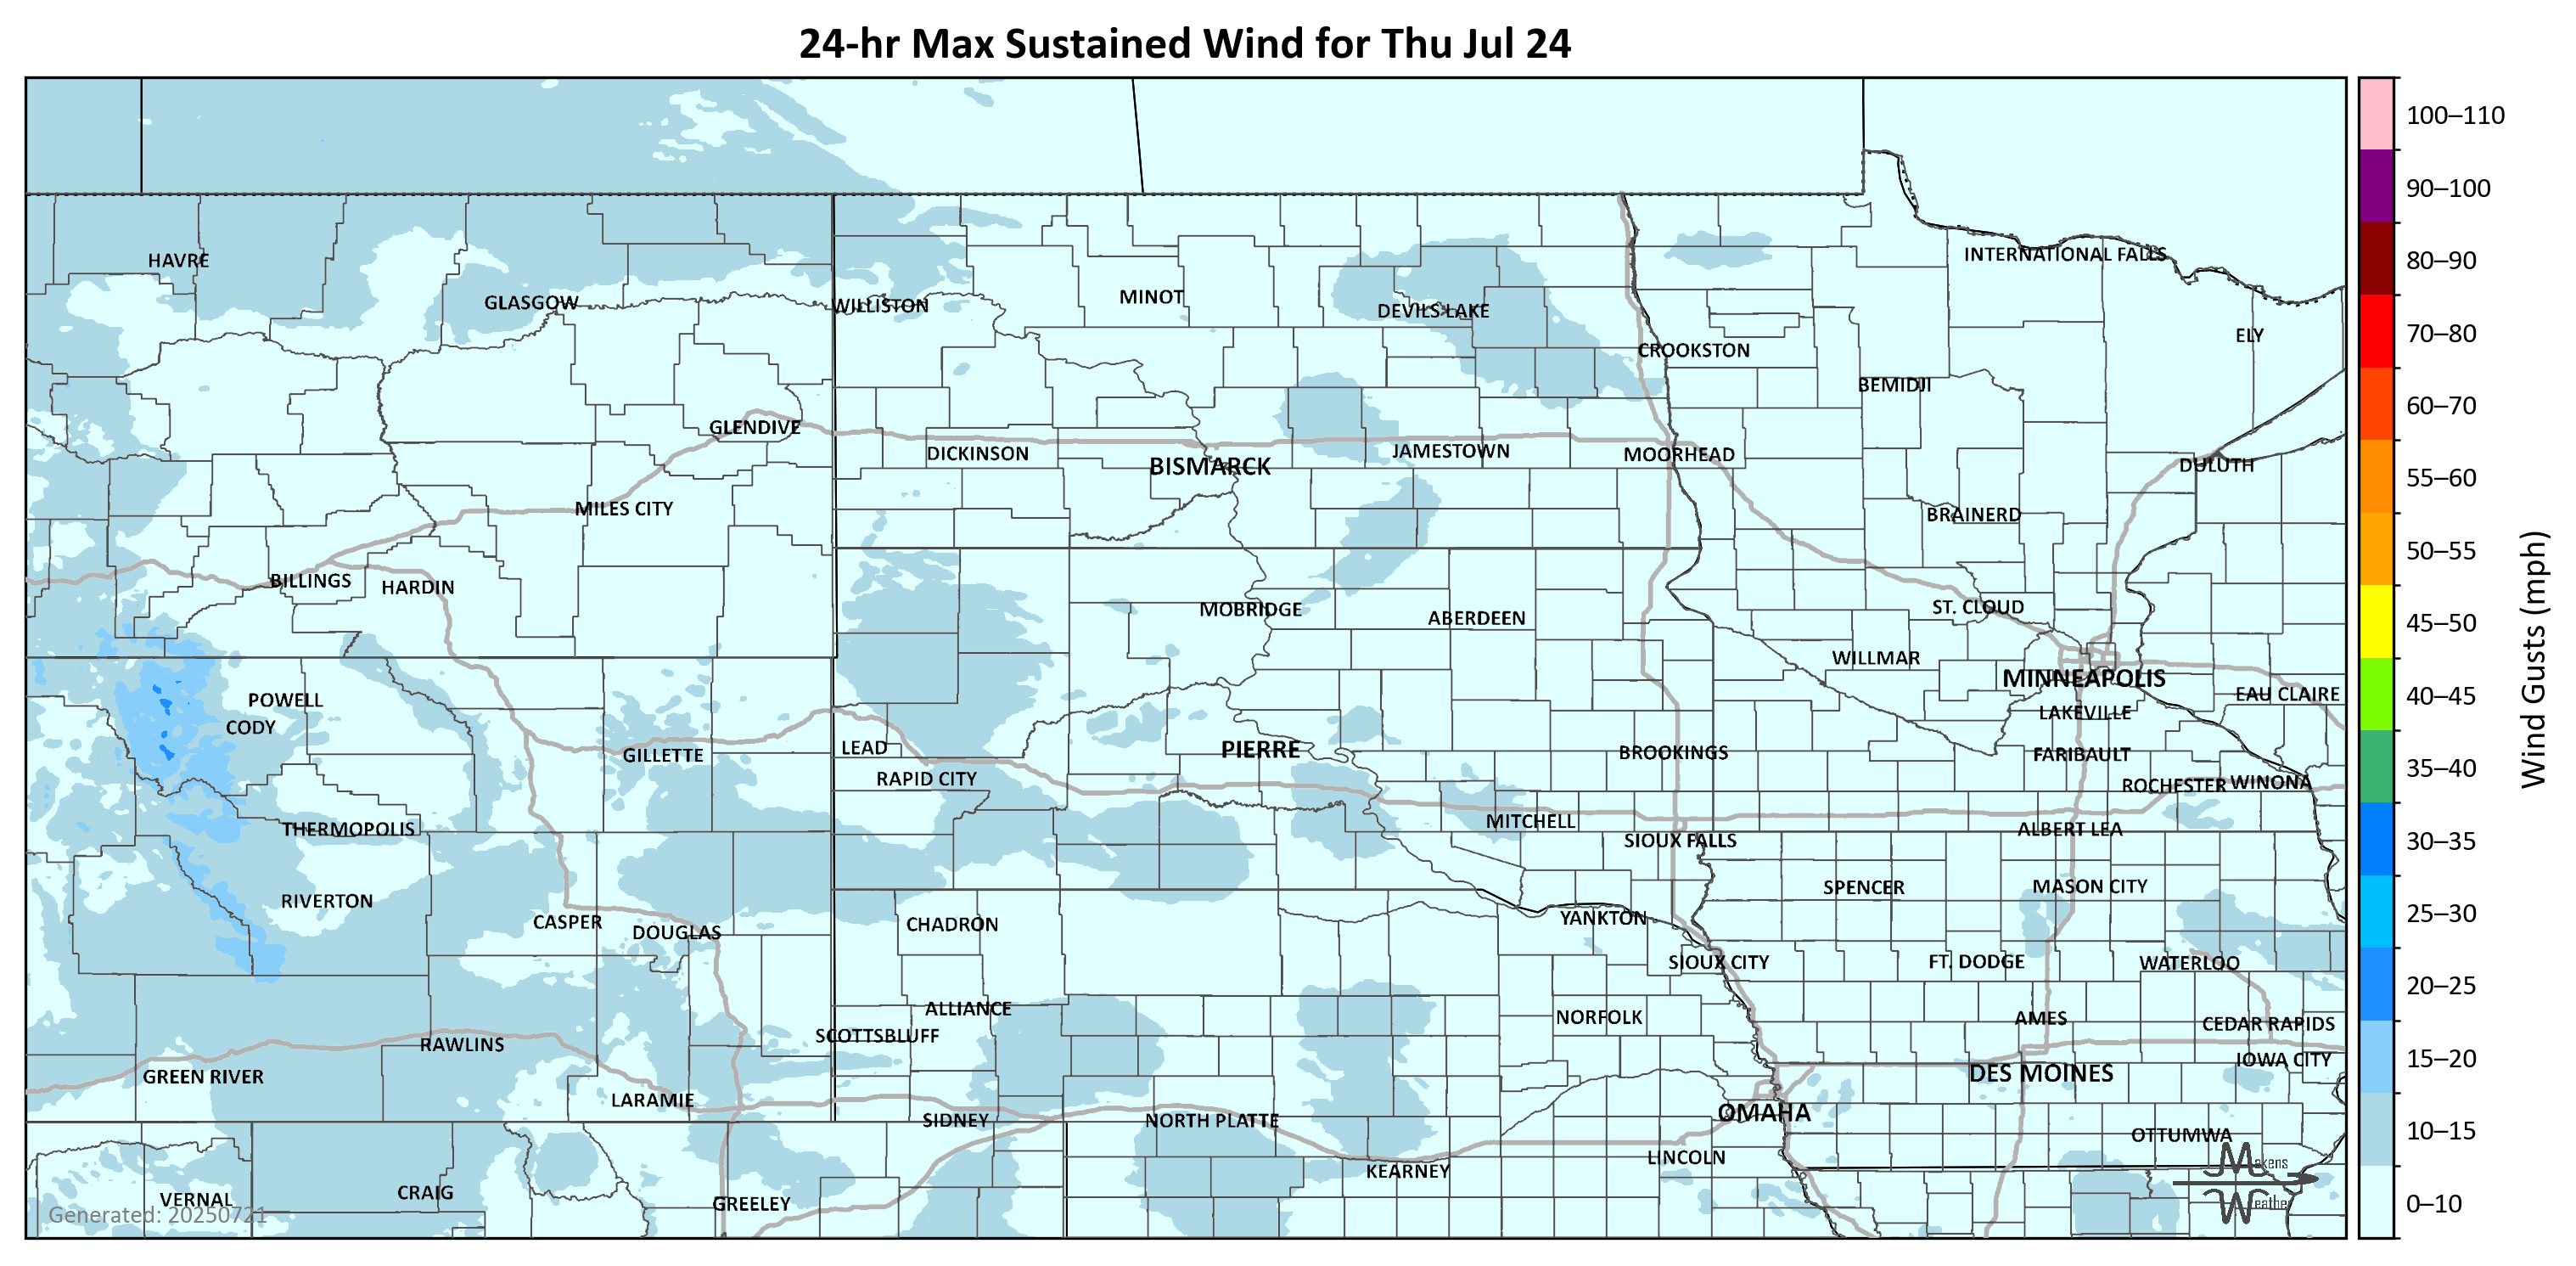 24-hr Max Sustained Wind for Thu Jul 24
100–110
90–100
80–90
70–80
60–70
55–60
50–55
45–50
40–45
35–40
30–35
25–30
20–25
15–20
10–15
0–10
Wind Gusts (mph)
HAVRE
INTERNATIONAL FALLS
GLASGOW
WILLISTON
MINOT
DEVILS LAKE
ELY
CROOKSTON
BEMIDJI
GLENDIVE
DICKINSON
BISMARCK
JAMESTOWN
MOORHEAD
DULUTH
MILES CITY
BRAINERD
BILLINGS
HARDIN
MOBRIDGE
ABERDEEN
ST. CLOUD
WILLMAR
MINNEAPOLIS
POWELL
EAU CLAIRE
CODY
LAKEVILLE
GILLETTE
LEAD
PIERRE
BROOKINGS
FARIBAULT
RAPID CITY
ROCHESTER
WINONA
THERMOPOLIS
MITCHELL
SIOUX FALLS
ALBERT LEA
RIVERTON
SPENCER
MASON CITY
CASPER
DOUGLAS
CHADRON
YANKTON
SIOUX CITY
FT. DODGE
WATERLOO
ALLIANCE
NORFOLK
AMES
CEDAR RAPIDS
RAWLINS
SCOTTSBLUFF
IOWA CITY
GREEN RIVER
DES MOINES
LARAMIE
SIDNEY
NORTH PLATTE
OMAHA
OTTUMWA
KEARNEY
LINCOLN
VERNAL
CRAIG
GREELEY
Generated: 20250721
Makens
Weather